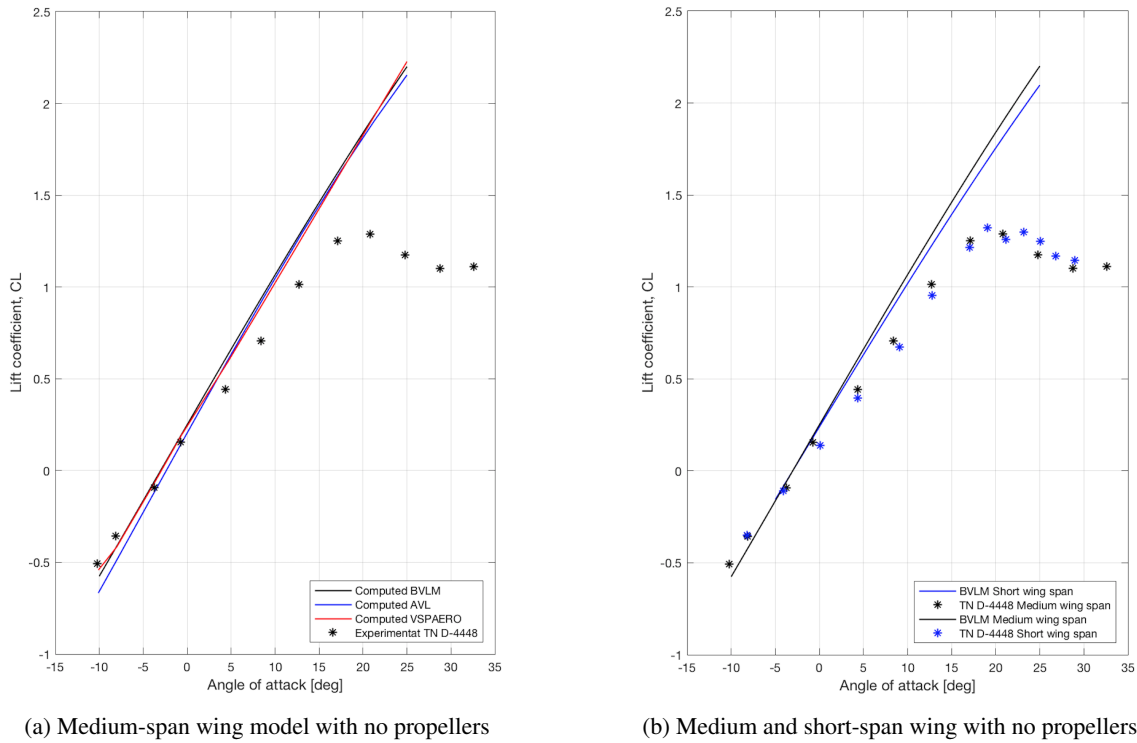 2.5
2
1.5
1
0.5
0
-0.5
-1
Lift coefficient, CL
-15 -10 -5 0 5 10 15 20 25 30 35
Angle of attack [deg]
Computed BVLM
Computed AVL
Computed VSPAERO
Experimentat TN D-4448
(a) Medium-span wing model with no propellers
2.5
2
1.5
1
0.5
0
-0.5
-1
Lift coefficient, CL
-15 -10 -5 0 5 10 15 20 25 30 35
Angle of attack [deg]
BVLM Short wing span
TN D-4448 Medium wing span
BVLM Medium wing span
TN D-4448 Short wing span
(b) Medium and short-span wing with no propellers